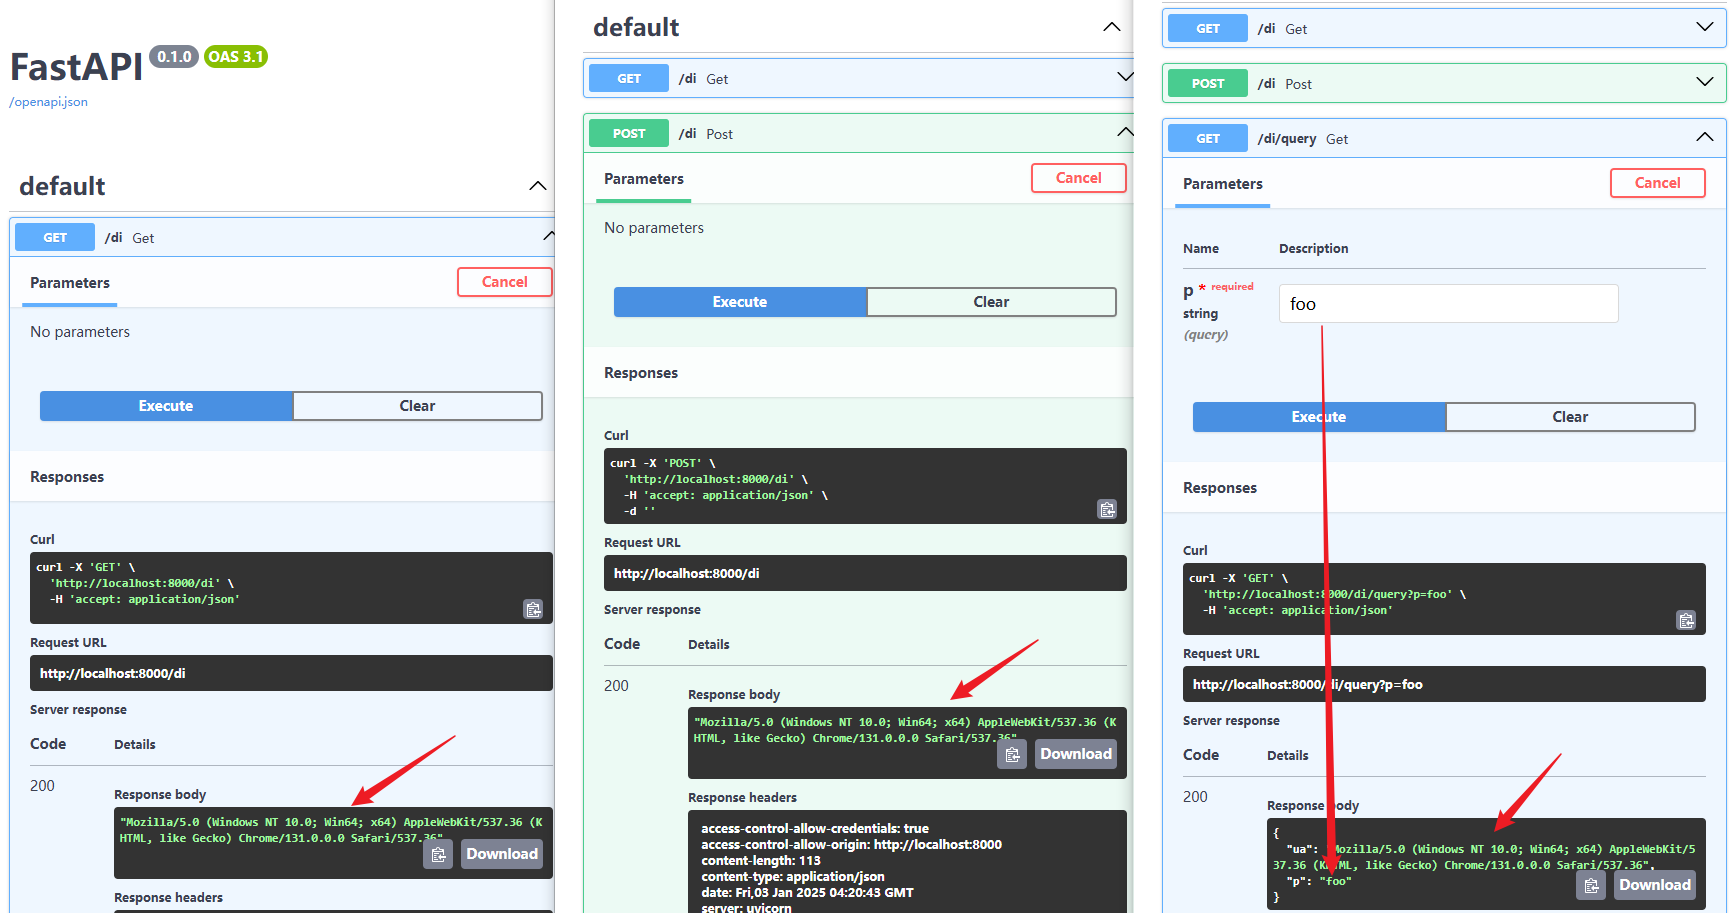 FastAPI 0.1.0 OAS 3.1
/openapi.json
default
GET /di Get
Parameters Cancel
No parameters
Execute Clear
Responses
Curl
curl -X 'GET' \
'http://localhost:8000/di' \
-H 'accept: application/json'
Request URL
http://localhost:8000/di
Server response
Code Details
200
Response body
"Mozilla/5.0 (Windows NT 10.0; Win64; x64) AppleWebKit/537.36 (K
HTML, like Gecko) Chrome/131.0.0.0 Safari/537.36"
Download
Response headers
default
GET /di Get
POST /di Post
Parameters Cancel
No parameters
Execute Clear
Responses
Curl
curl -X 'POST' \
'http://localhost:8000/di' \
-H 'accept: application/json' \
-d ''
Request URL
http://localhost:8000/di
Server response
Code Details
200
Response body
"Mozilla/5.0 (Windows NT 10.0; Win64; x64) AppleWebKit/537.36 (K
HTML, like Gecko) Chrome/131.0.0.0 Safari/537.36"
Download
Response headers
access-control-allow-credentials: true
access-control-allow-origin: http://localhost:8000
content-length: 113
content-type: application/json
date: Fri,03 Jan 2025 04:20:43 GMT
server: uvicorn
GET /di Get
POST /di Post
GET /di/query Get
Parameters Cancel
Name Description
p * required
string
(query)
foo
Execute Clear
Responses
Curl
curl -X 'GET' \
'http://localhost:8000/di/query?p=foo' \
-H 'accept: application/json'
Request URL
http://localhost:8000/di/query?p=foo
Server response
Code Details
200
Response body
{
"ua": "Mozilla/5.0 (Windows NT 10.0; Win64; x64) AppleWebKit/5
37.36 (KHTML, like Gecko) Chrome/131.0.0.0 Safari/537.36",
"p": "foo"
}
Download